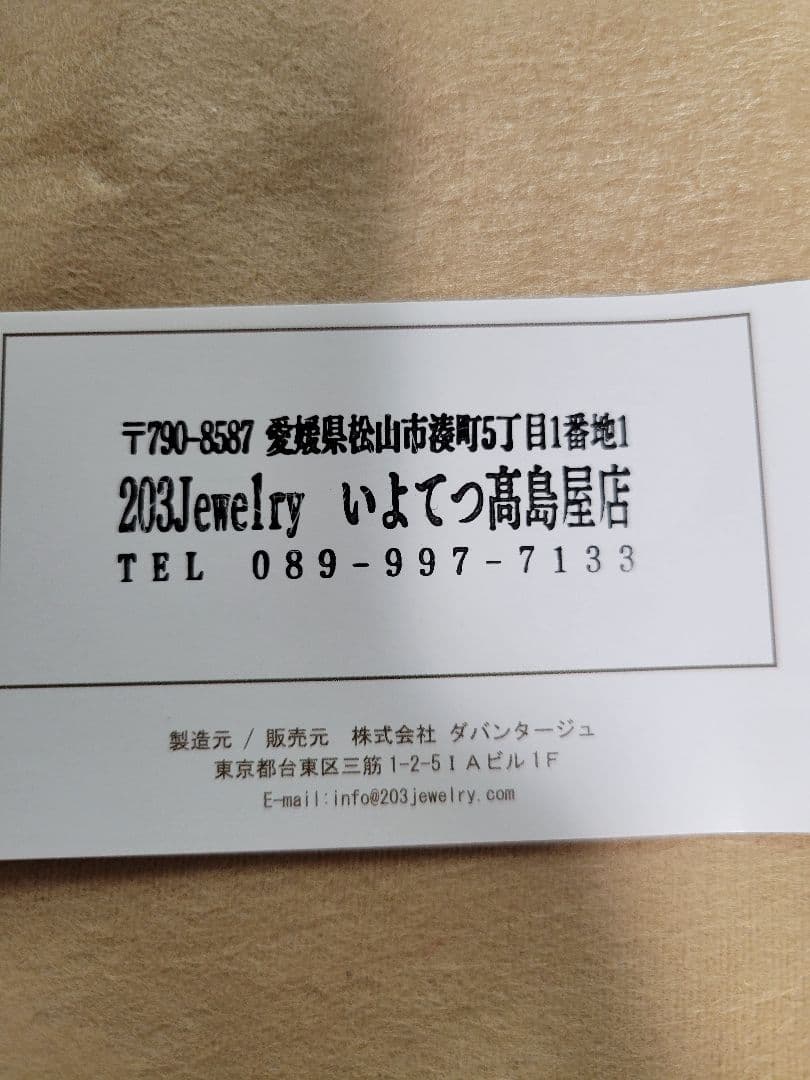 〒790-8587 愛媛県松山市湊町5丁目1番地1
203Jewelry いよてつ髙島屋店
TEL 089-997-7133
製造元 / 販売元 株式会社 ダバンタージュ
東京都台東区三筋1-2-5ＩＡビル1F
E-mail:info@203jewelry.com